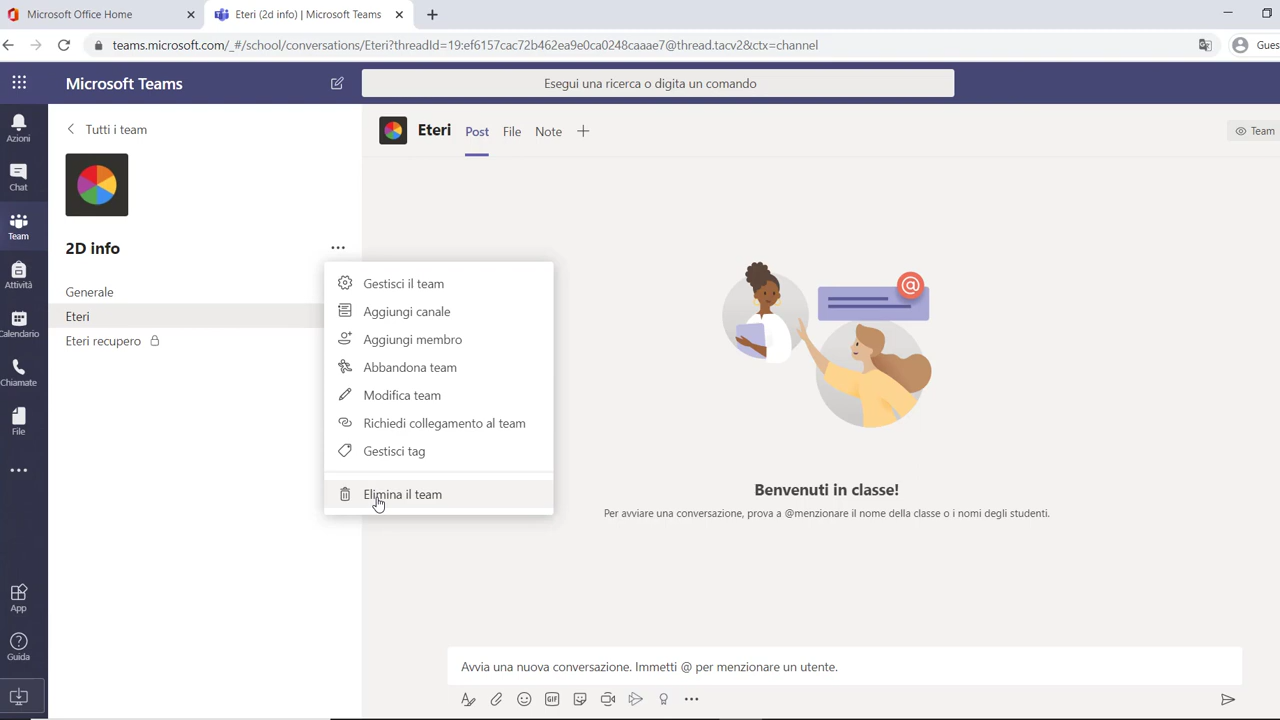 Microsoft Office Home
Eteri (2d info) | Microsoft Teams
teams.microsoft.com/_#/school/conversations/Eteri?threadId=19:ef6157cac72b462ea9e0ca0248caaae7@thread.tacv2&ctx=channel
Gues
Microsoft Teams
Esegui una ricerca o digita un comando
Azioni
Chat
Team
Attività
Calendario
Chiamate
File
App
Guida
Tutti i team
2D info
Generale
Eteri
Eteri recupero
Gestisci il team
Aggiungi canale
Aggiungi membro
Abbandona team
Modifica team
Richiedi collegamento al team
Gestisci tag
Elimina il team
Eteri
Post
File
Note
Team
@
Benvenuti in classe!
Per avviare una conversazione, prova a @menzionare il nome della classe o i nomi degli studenti.
Avvia una nuova conversazione. Immetti @ per menzionare un utente.
GIF